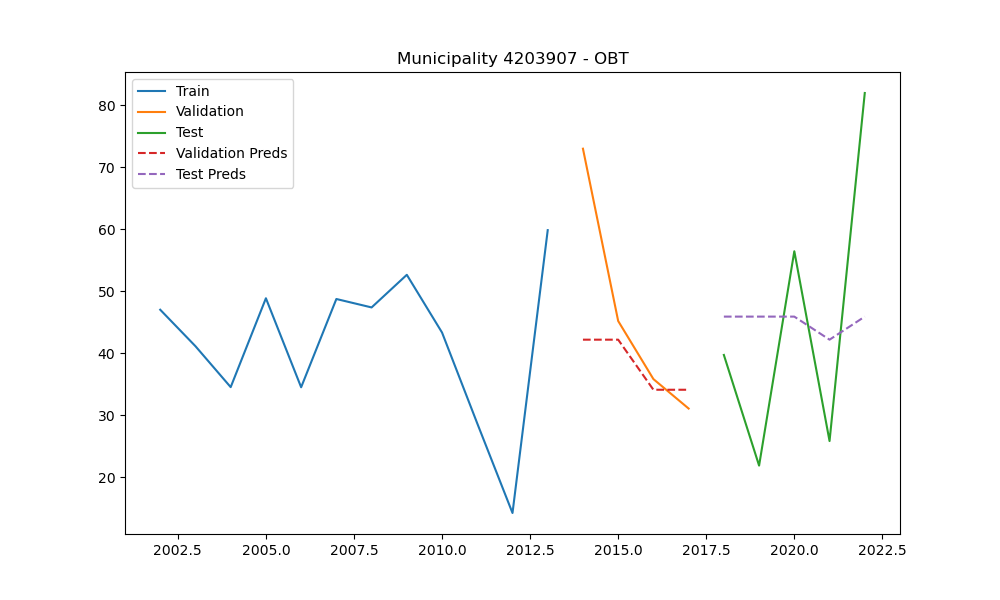 Municipality 4203907 - OBT
Train
Validation
Test
Validation Preds
Test Preds
80
70
60
50
40
30
20
2002.5 2005.0 2007.5 2010.0 2012.5 2015.0 2017.5 2020.0 2022.5